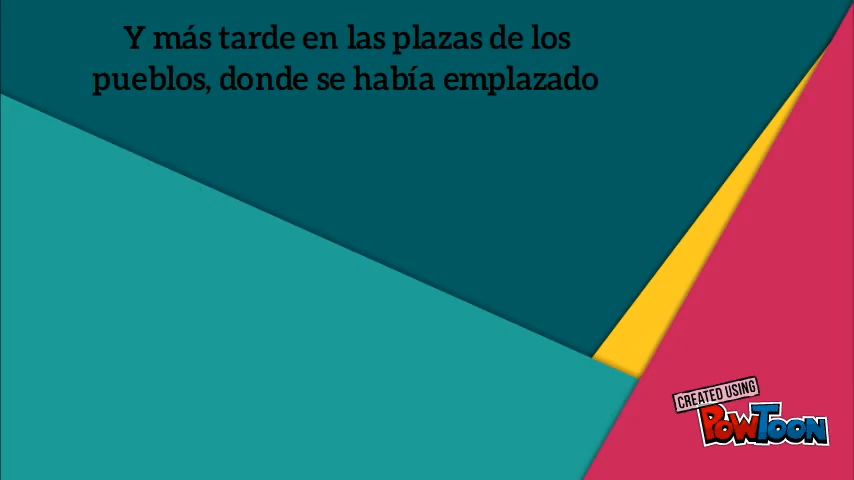 Y más tarde en las plazas de los
pueblos, donde se había emplazado
CREATED USING
POWTOON